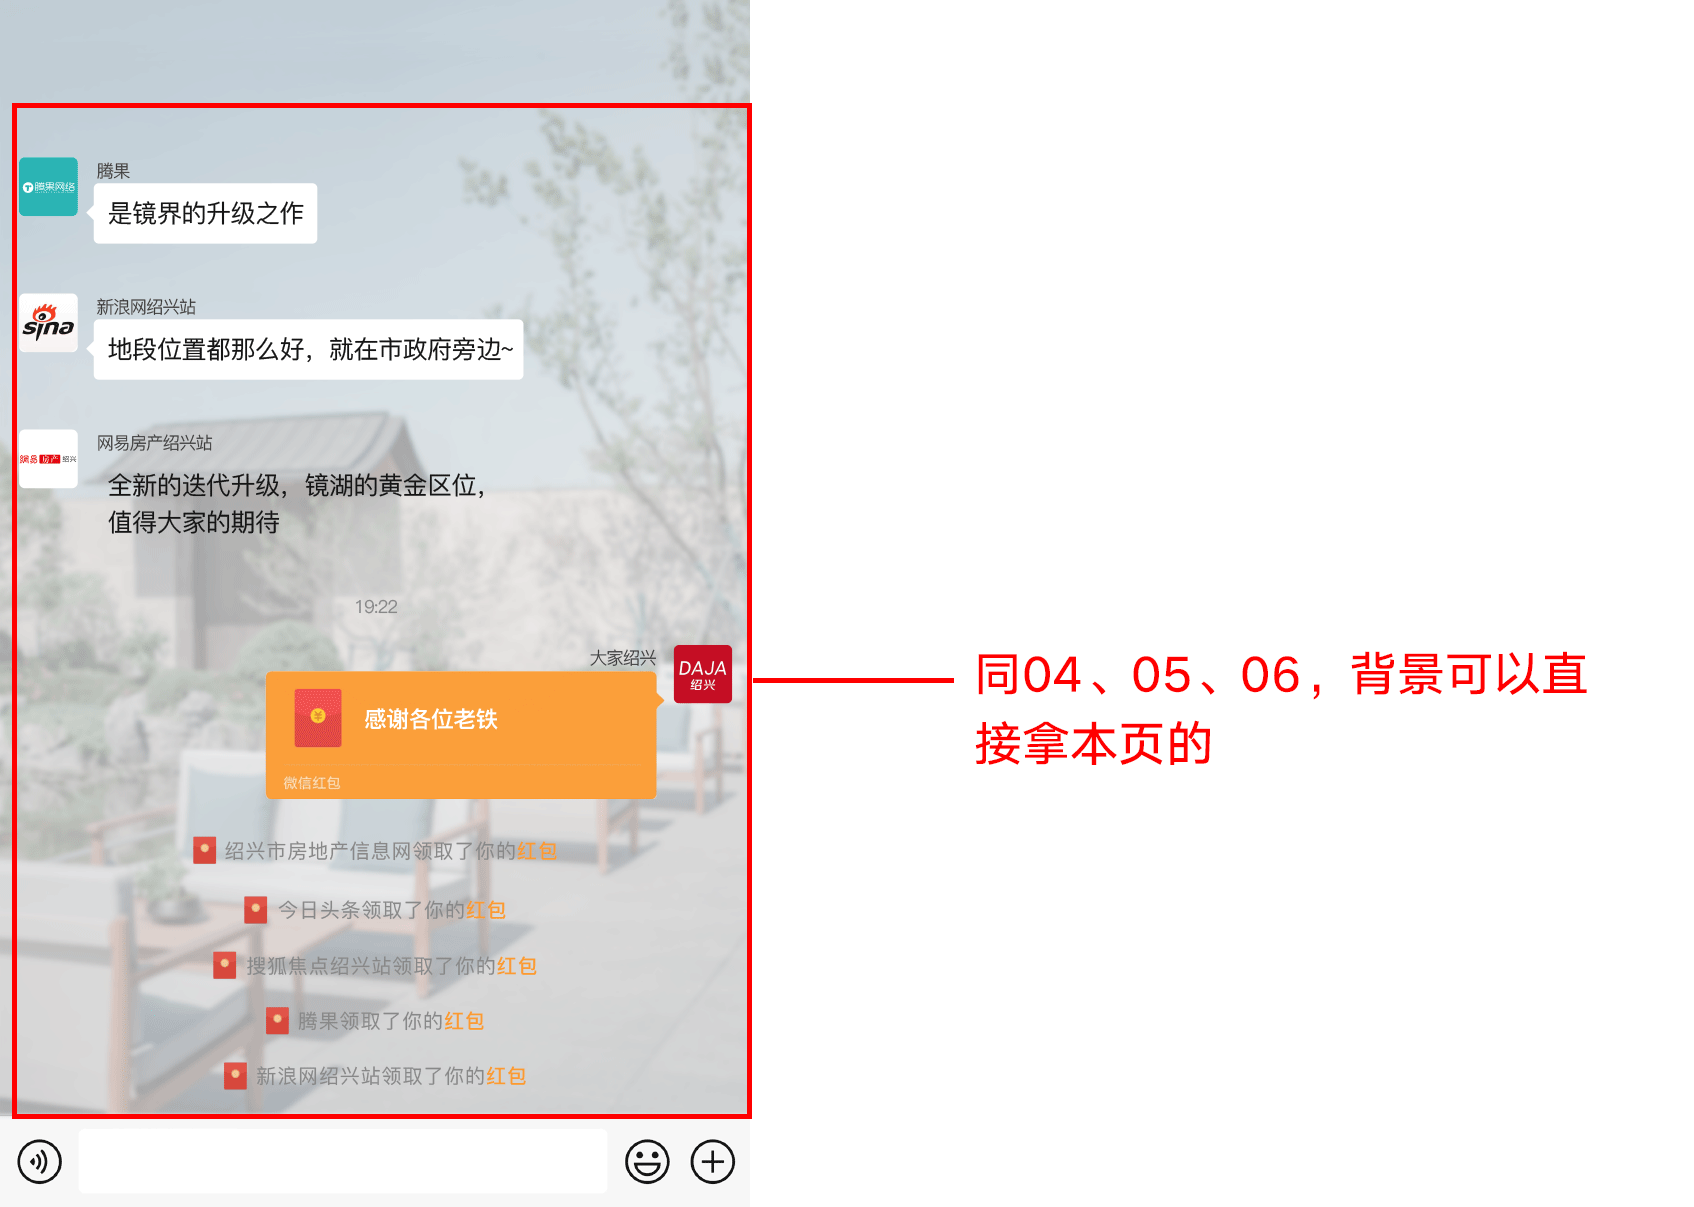 腾果网络
腾果
是镜界的升级之作
sina
新浪网绍兴站
地段位置都那么好，就在市政府旁边~
網易房产绍兴
网易房产绍兴站
全新的迭代升级，镜湖的黄金区位，
值得大家的期待
19:22
大家绍兴
DAJA
绍兴
感谢各位老铁
微信红包
绍兴市房地产信息网领取了你的红包
今日头条领取了你的红包
搜狐焦点绍兴站领取了你的红包
腾果领取了你的红包
新浪网绍兴站领取了你的红包
同04、05、06，背景可以直
接拿本页的